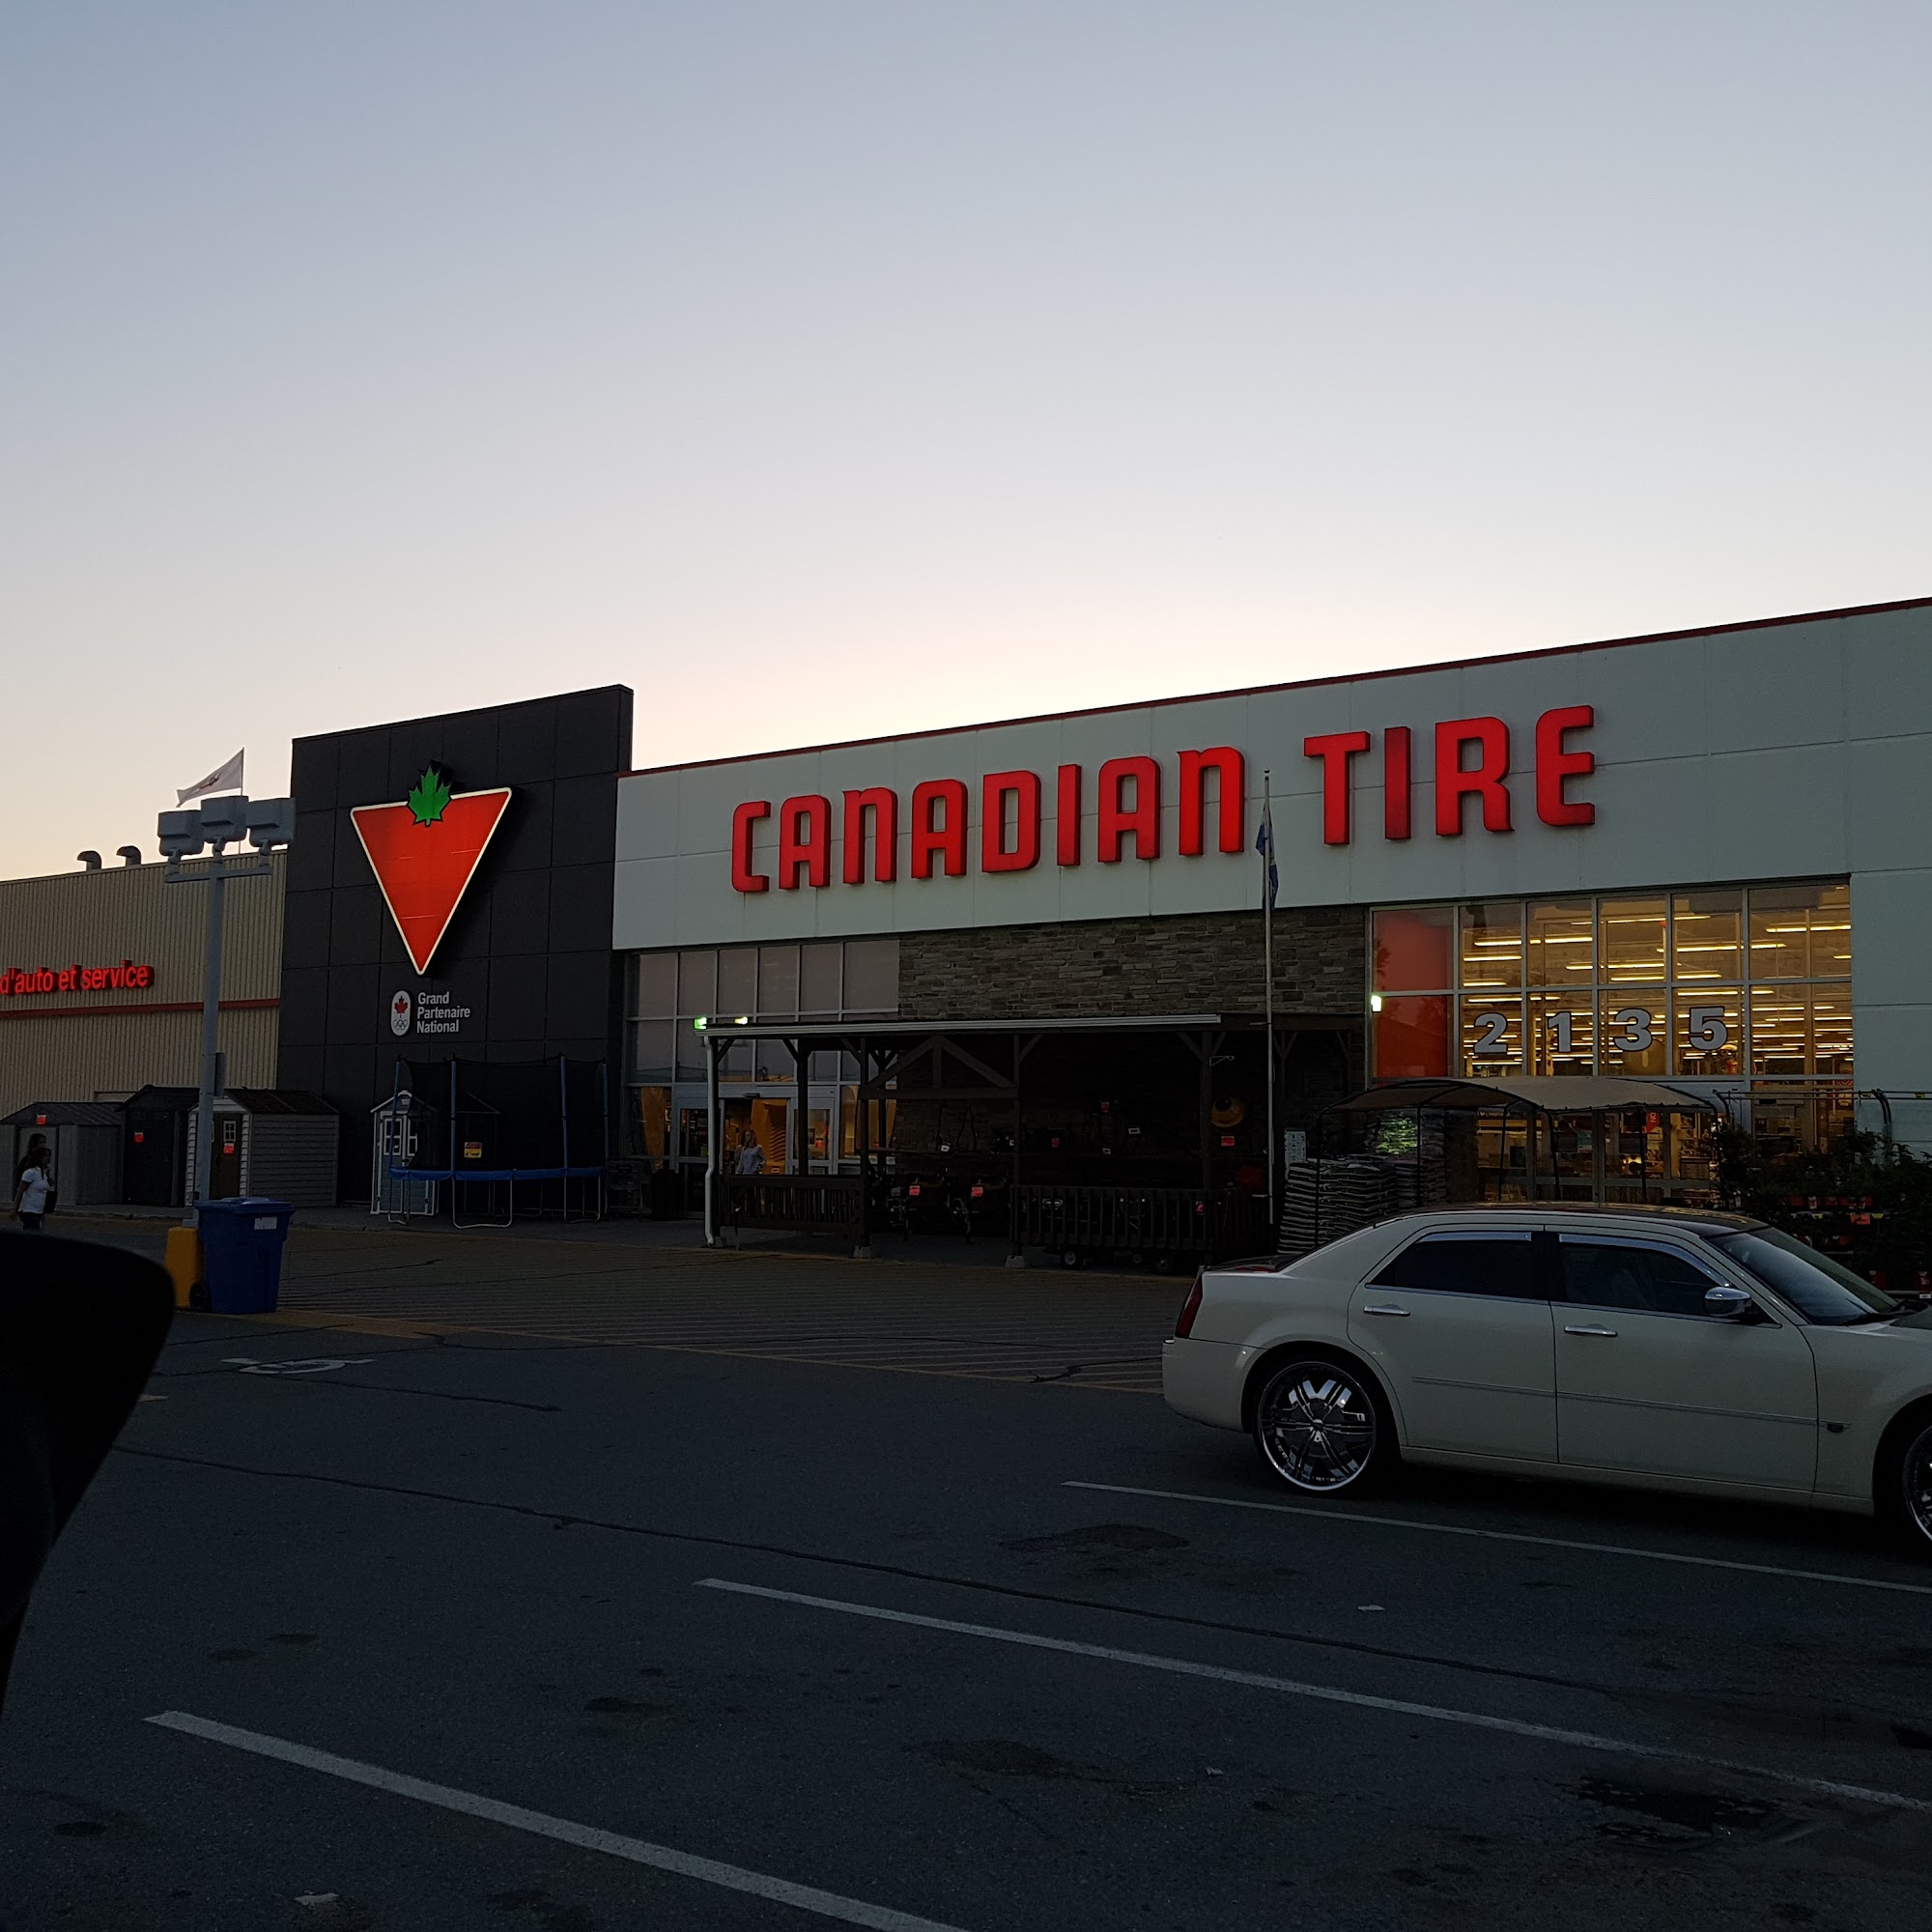 CANADIAN TIRE
d'auto et service
Grand
Partenaire
National
2135